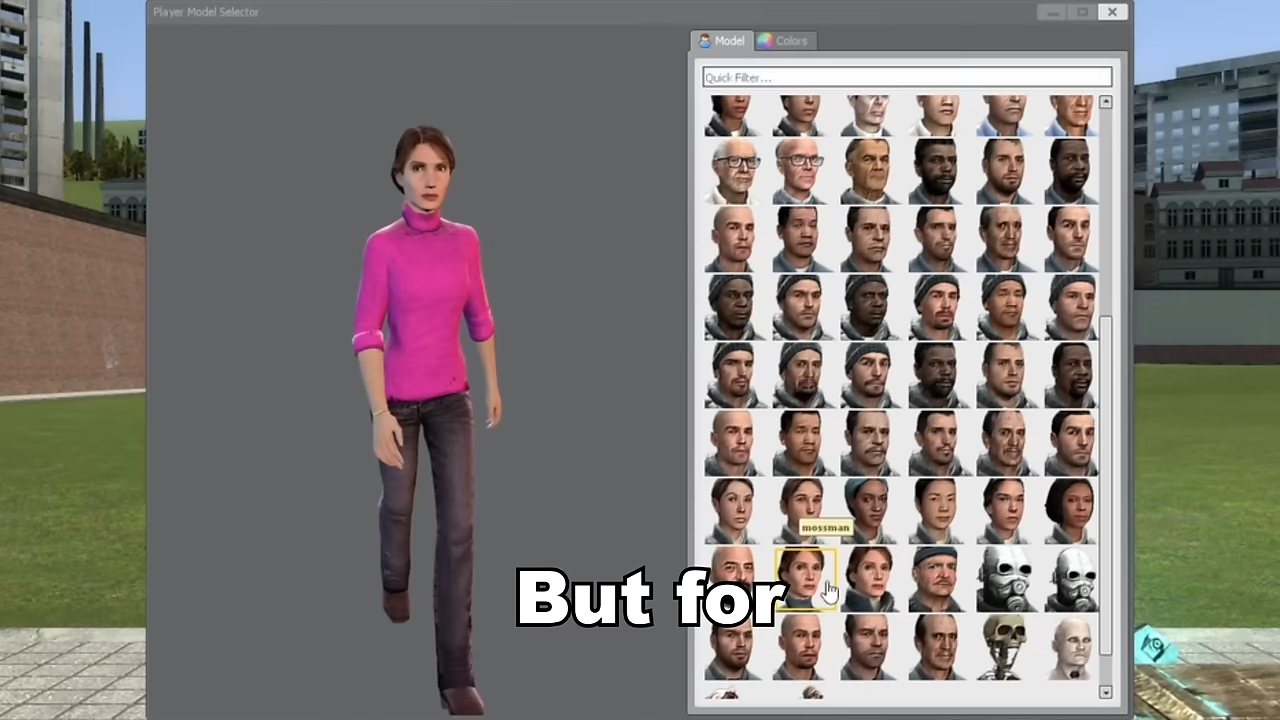 Player Model Selector
Model
Colors
Quick Filter...
mossman
But for